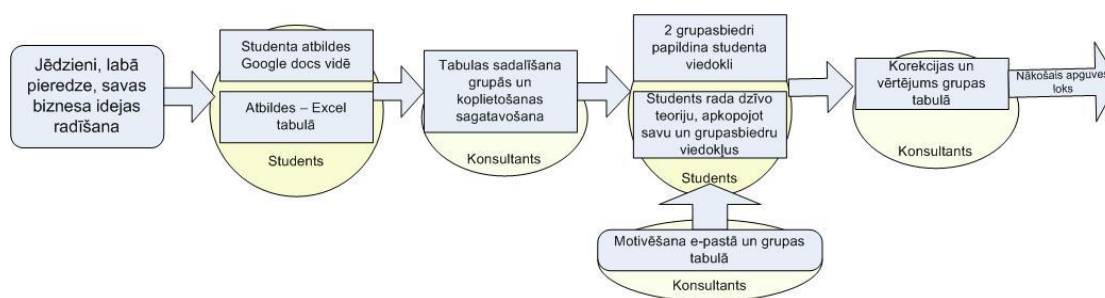 Jēdzieni, labā
pieredze, savas
biznesa idejas
radīšana
Studenta atbildes
Google docs vidē
Atbildes – Excel
tabulā
Students
Tabulas sadalīšana
grupās un
koplietošanas
sagatavošana
Konsultants
2 grupasbiedri
papildina studenta
viedokli
Students rada dzīvo
teoriju, apkopojot
savu un grupasbiedru
viedokļus
Students
Motivēšana e-pastā un grupas
tabulā
Konsultants
Korekcijas un
vērtējums grupas
tabulā
Konsultants
Nākošais apguves
loks